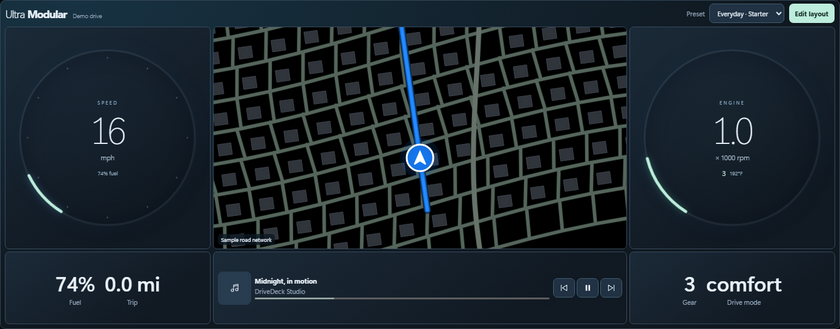 Ultra Modular Demo drive
Preset Everyday · Starter Edit layout
SPEED
16
mph
74% fuel
Sample road network
ENGINE
1.0
× 1000 rpm
3 192°F
74% 0.0 mi
Fuel Trip
Midnight, in motion
DriveDeck Studio
3 comfort
Gear Drive mode